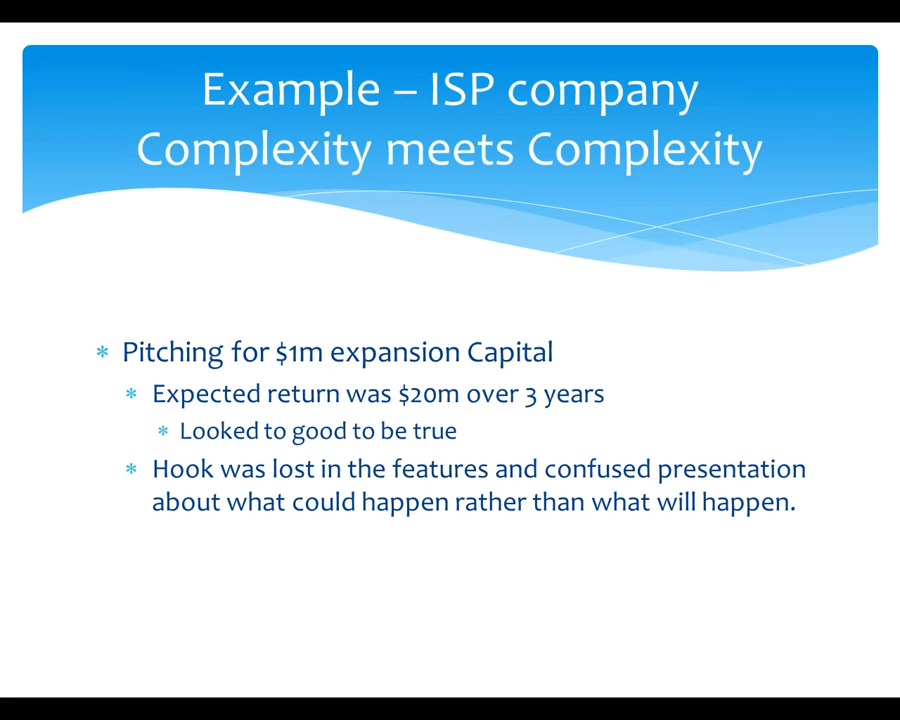 Example – ISP company
Complexity meets Complexity
* Pitching for $1m expansion Capital
* Expected return was $20m over 3 years
* Looked to good to be true
* Hook was lost in the features and confused presentation
about what could happen rather than what will happen.